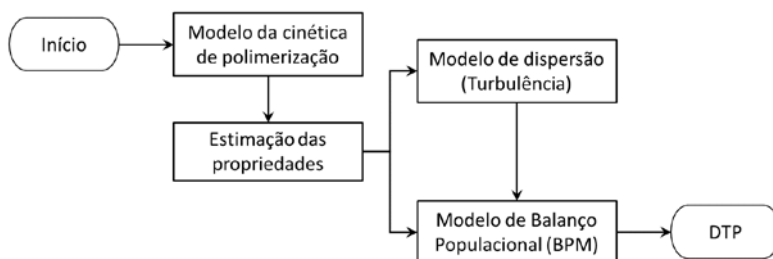 Início
Modelo da cinética
de polimerização
Modelo de dispersão
(Turbulência)
Estimação das
propriedades
Modelo de Balanço
Populacional (BPM)
DTP